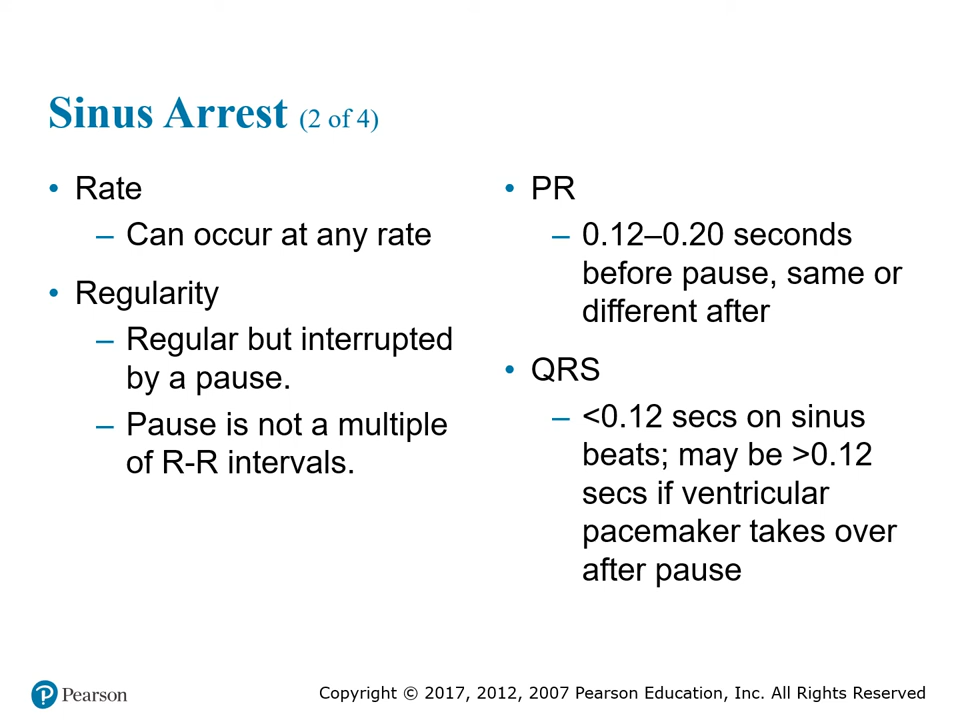 Sinus Arrest (2 of 4)
• Rate
– Can occur at any rate
• Regularity
– Regular but interrupted
by a pause.
– Pause is not a multiple
of R-R intervals.
• PR
– 0.12–0.20 seconds
before pause, same or
different after
• QRS
– <0.12 secs on sinus
beats; may be >0.12
secs if ventricular
pacemaker takes over
after pause
P Pearson
Copyright © 2017, 2012, 2007 Pearson Education, Inc. All Rights Reserved